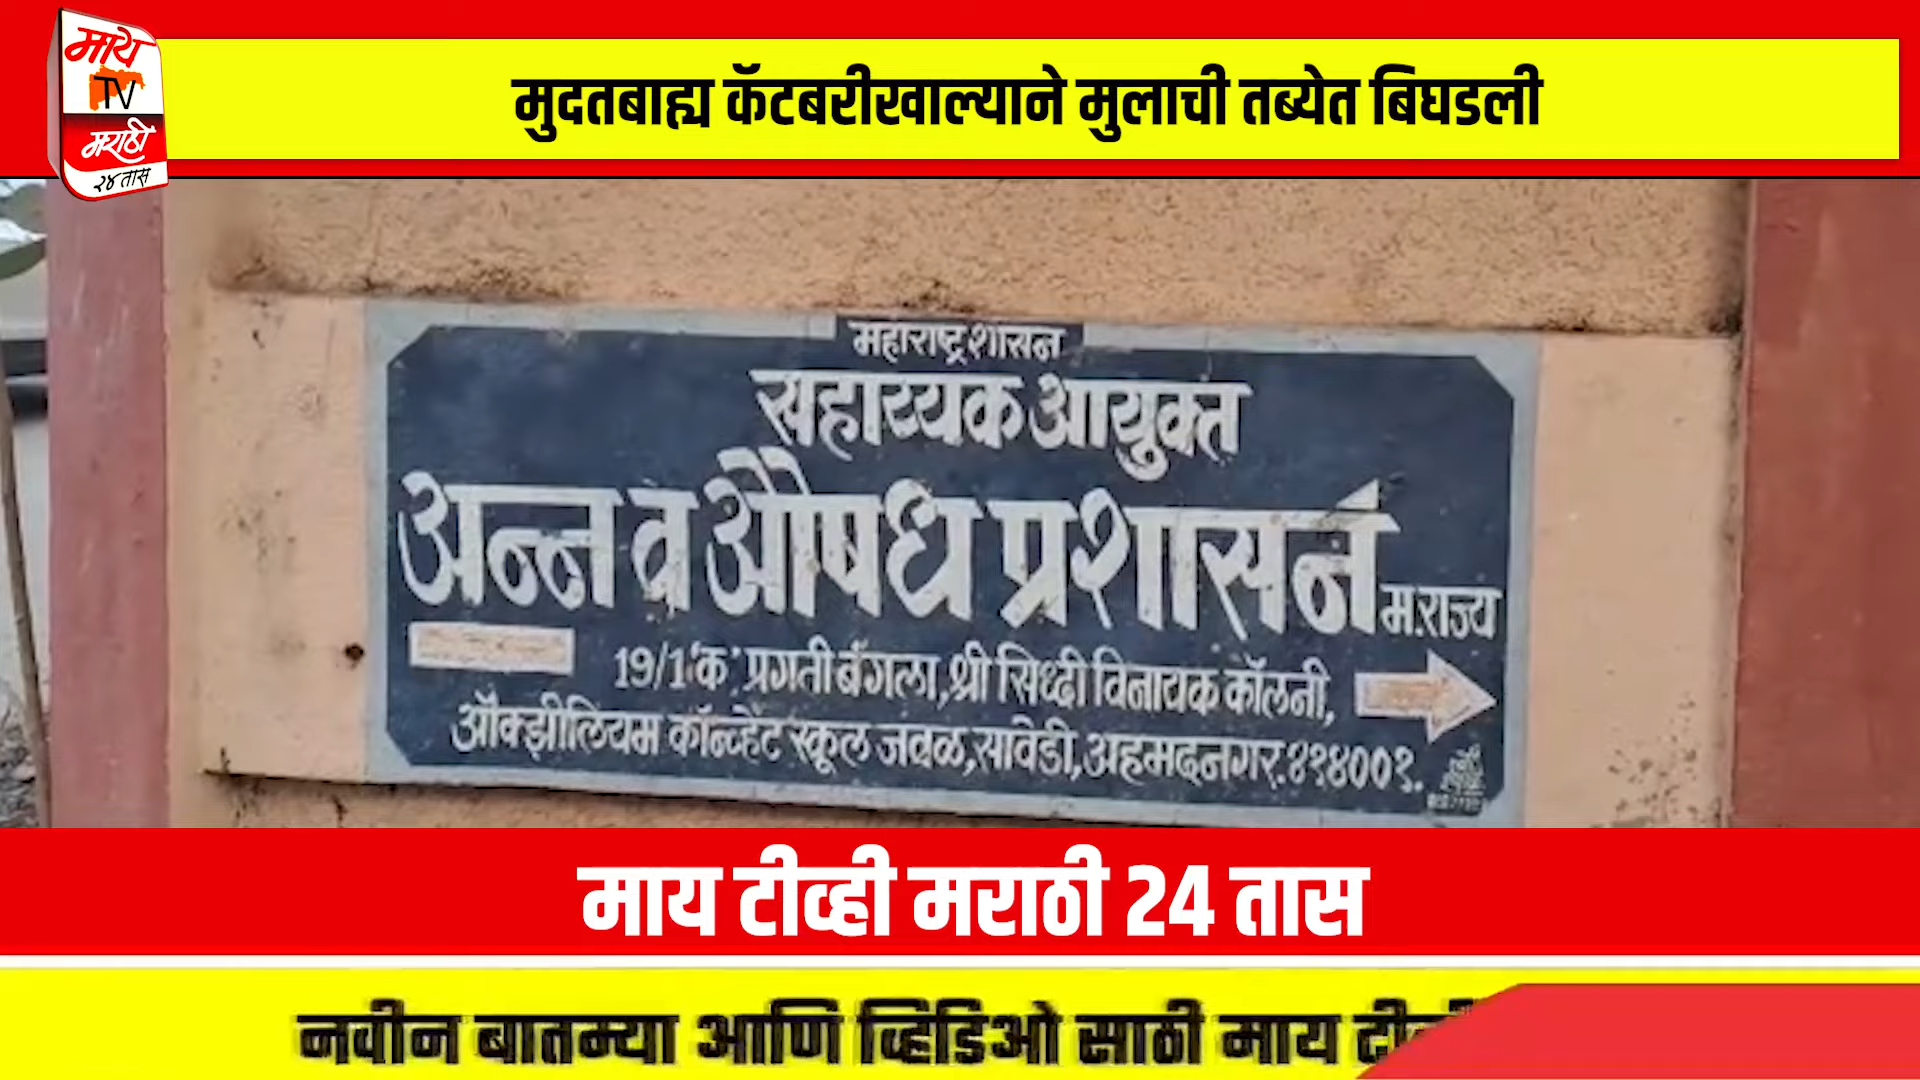 माय
TV
मराठी
२४ तास
मुदतबाह्य कॅटबरीखाल्याने मुलाची तब्येत बिघडली
महाराष्ट्र शासन
सहाय्यक आयुक्त
अन्न व औषध प्रशासन म.राज्य
19/1'क' प्रगती बंगला, श्री सिध्दी विनायक कॉलनी,
ऑक्झीलियम कॉन्व्हेंट स्कूल जवळ, सावेडी, अहमदनगर.४१४००१.
माय टीव्ही मराठी 24 तास
नवीन बातम्या आणि व्हिडिओ साठी माय